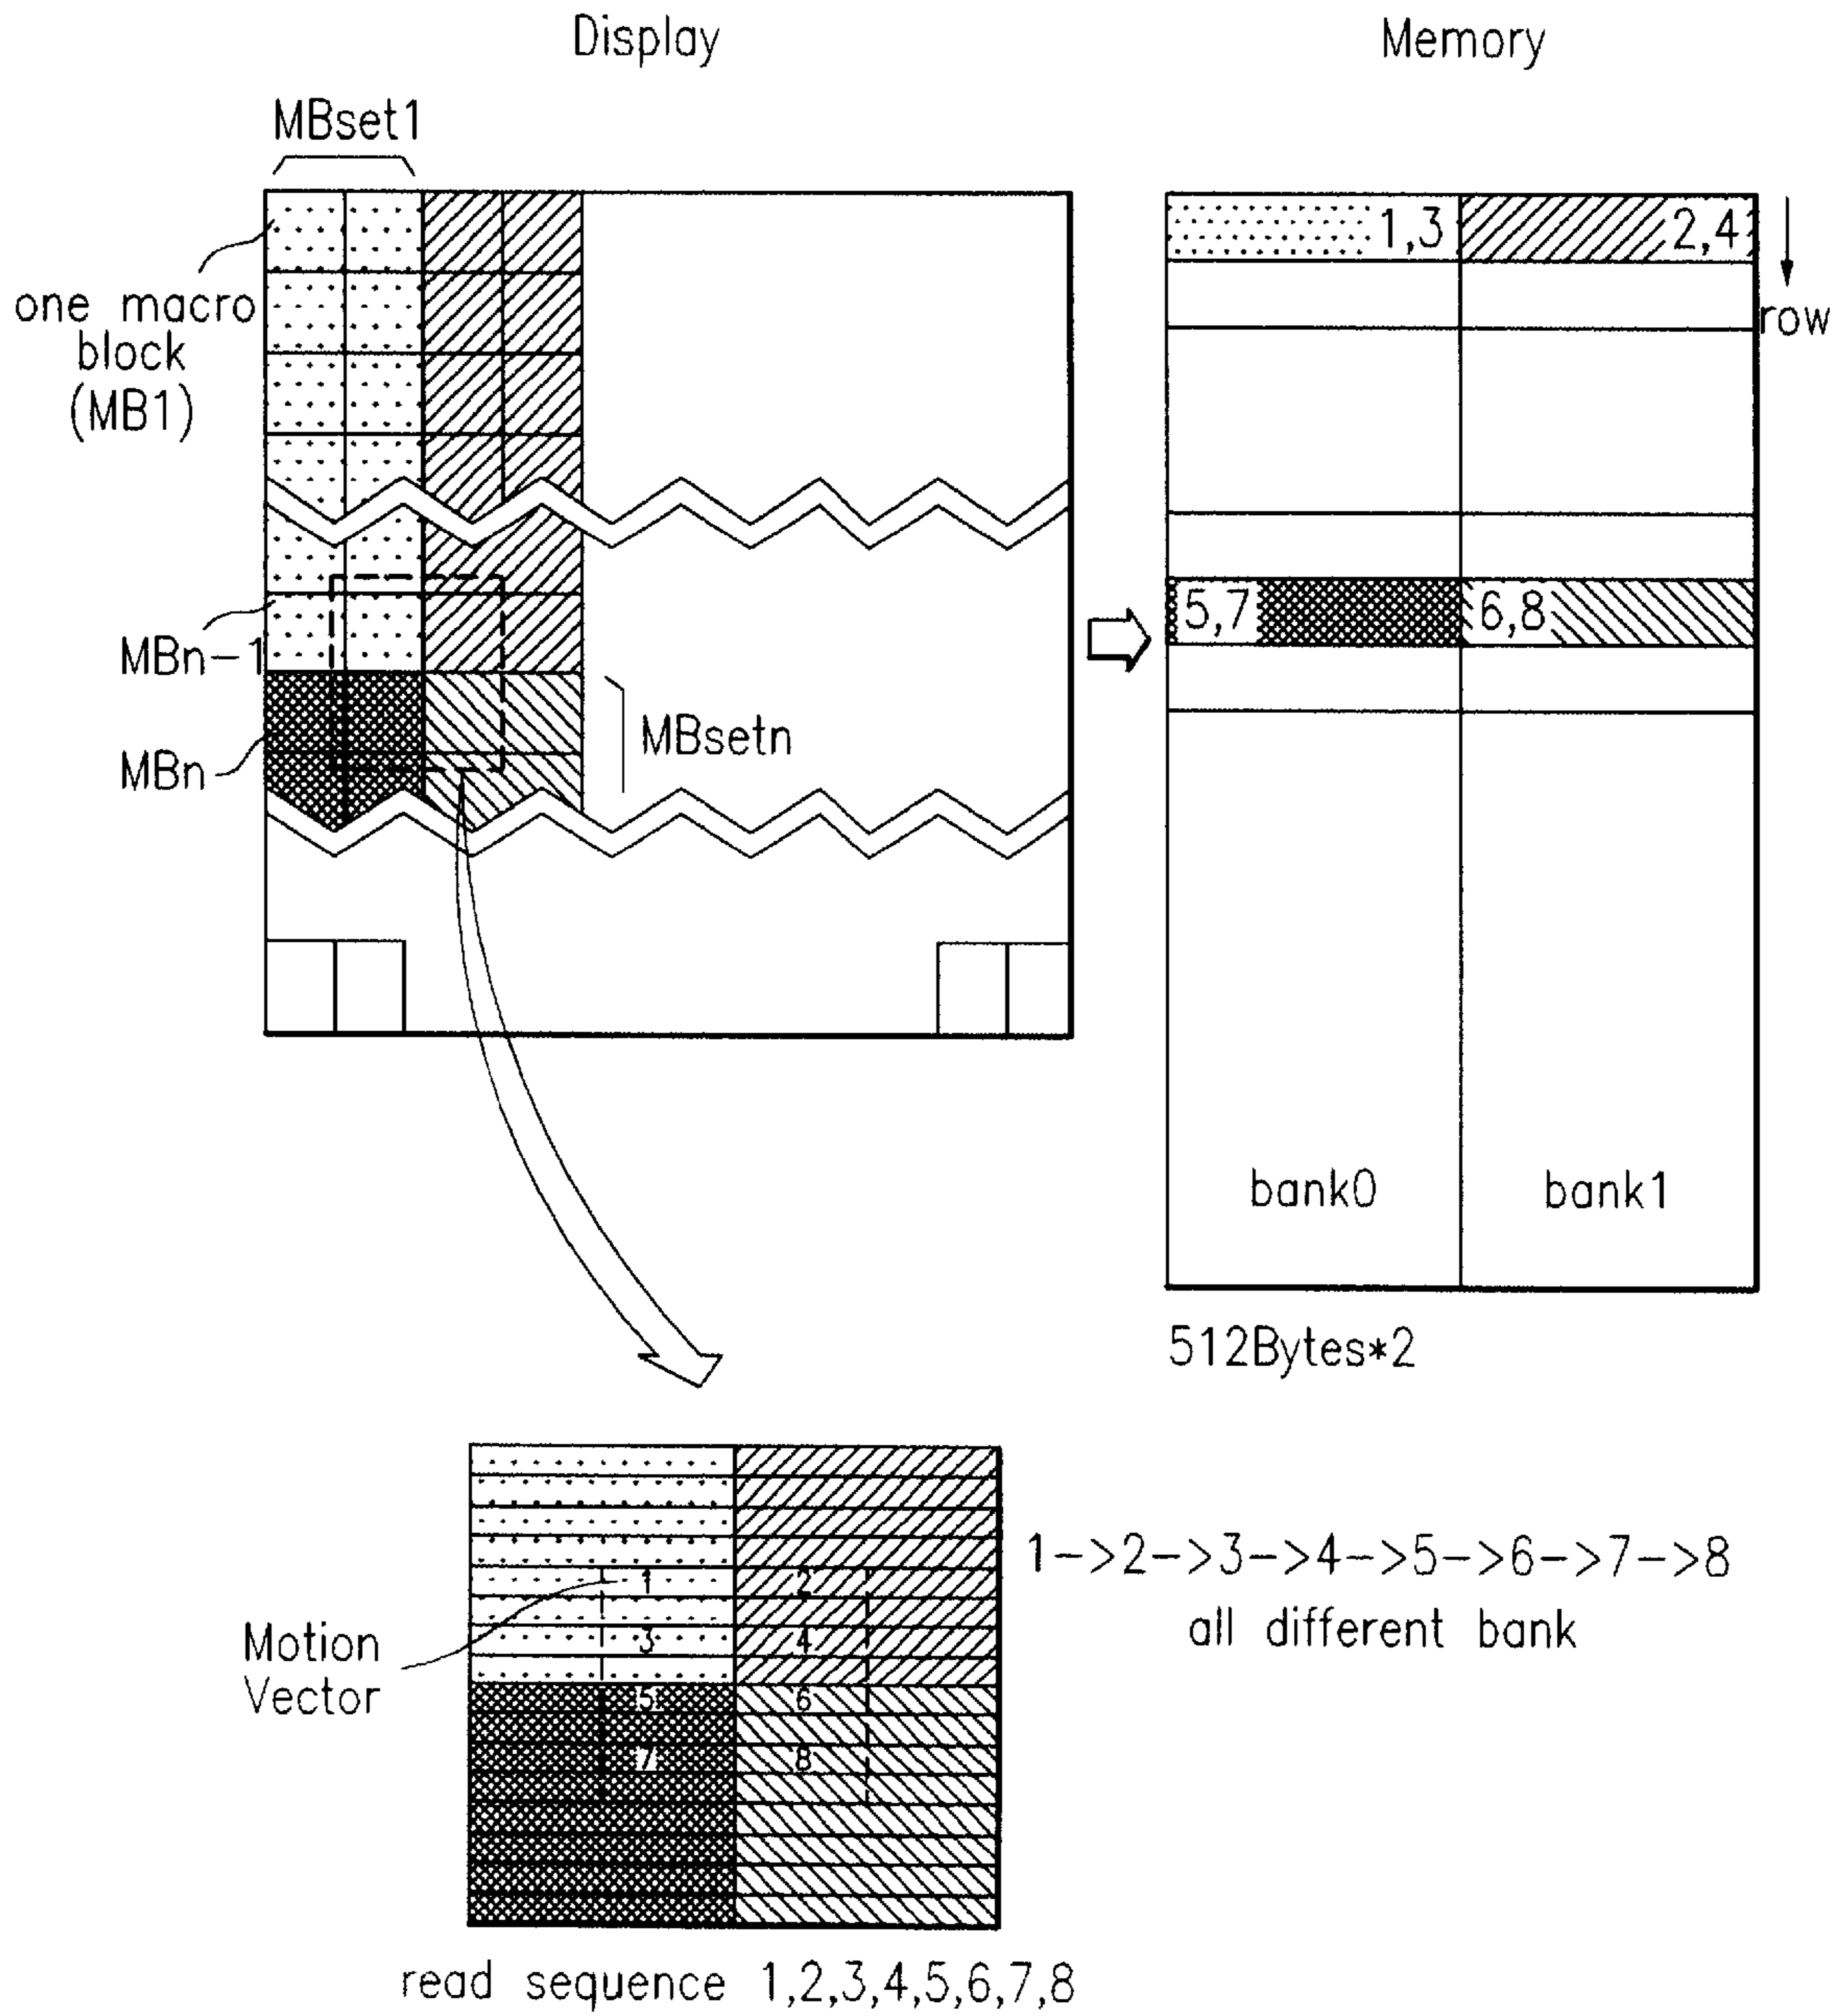 Display
Memory
MBset1
1,3
2,4
row
one macro
block
(MB1)
MBn-1
MBn
MBsetn
5,7
6,8
bank0
bank1
512Bytes*2
1
2
3
4
5
6
7
8
Motion
Vector
1->2->3->4->5->6->7->8
all different bank
read sequence 1,2,3,4,5,6,7,8